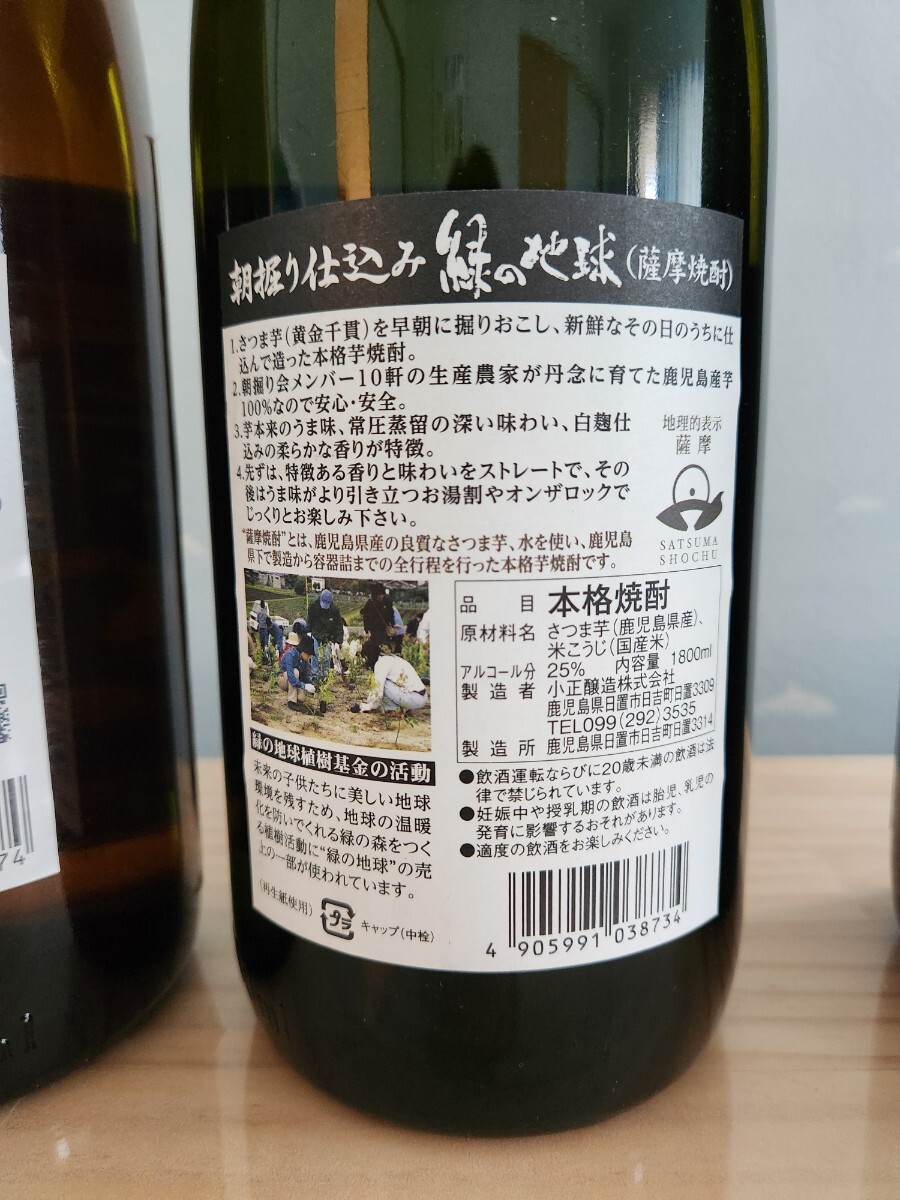 朝掘り仕込み 緑の地球(薩摩焼酎)
1.さつま芋(黄金千貫)を早朝に掘りおこし、新鮮なその日のうちに仕
込んで造った本格芋焼酎。
2.朝掘り会メンバー10軒の生産農家が丹念に育てた鹿児島産芋
100%なので安心・安全。
3.芋本来のうま味、常圧蒸留の深い味わい、白麹仕
込みの柔らかな香りが特徴。
4.先ずは、特徴ある香りと味わいをストレートで、その
後はうま味がより引き立つお湯割やオンザロックで
じっくりとお楽しみ下さい。
"薩摩焼酎"とは、鹿児島県産の良質なさつま芋、水を使い、鹿児島
県下で製造から容器詰までの全行程を行った本格芋焼酎です。
地理的表示
薩摩
SATSUMA
SHOCHU
品目 本格焼酎
原材料名 さつま芋(鹿児島県産)、
米こうじ(国産米)
アルコール分 25% 内容量 1800ml
製造者 小正醸造株式会社
鹿児島県日置市日吉町日置3309
TEL099(292)3535
製造所 鹿児島県日置市日吉町日置3314
緑の地球植樹基金の活動
未来の子供たちに美しい地球
環境を残すため、地球の温暖
化を防いでくれる緑の森をつく
る植樹活動に"緑の地球"の売
上の一部が使われています。
(再生紙使用)
プラ
キャップ(中栓)
●飲酒運転ならびに20歳未満の飲酒は法
律で禁じられています。
●妊娠中や授乳期の飲酒は胎児、乳児の
発育に影響するおそれがあります。
●適度の飲酒をお楽しみください。
4 905991 038734
74